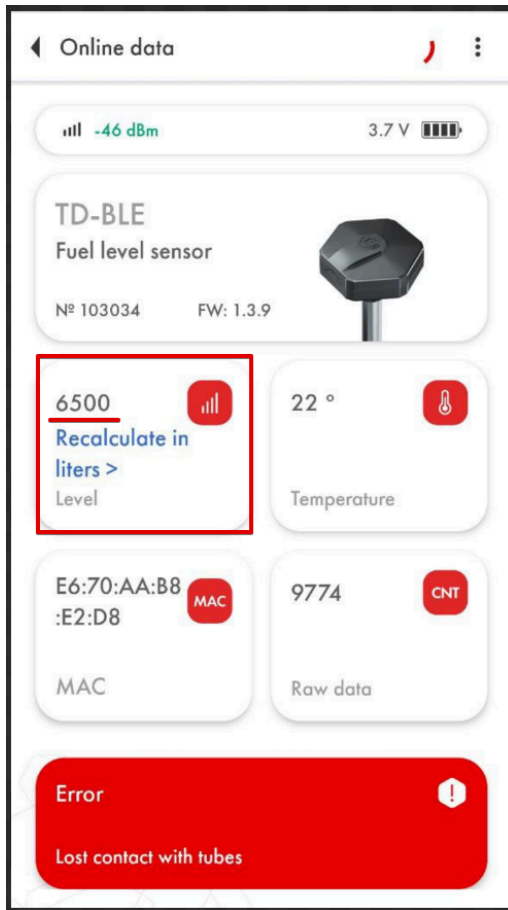 Online data
-46 dBm
3.7 V
TD-BLE
Fuel level sensor
Nº 103034
FW: 1.3.9
6500
Recalculate in
liters >
Level
22 °
Temperature
E6:70:AA:B8
:E2:D8
MAC
MAC
9774
CNT
Raw data
Error
Lost contact with tubes